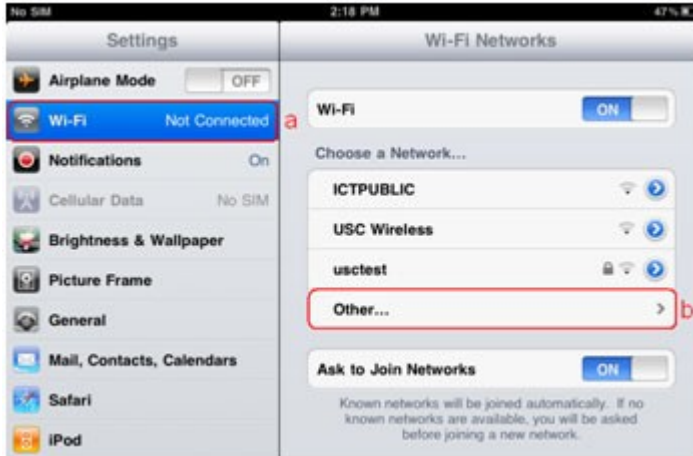 No SIM 2:18 PM 47%
Settings
Wi-Fi Networks
Airplane Mode OFF
Wi-Fi Not Connected a
Notifications On
Cellular Data No SIM
Brightness & Wallpaper
Picture Frame
General
Mail, Contacts, Calendars
Safari
iPod
Wi-Fi ON
Choose a Network...
ICTPUBLIC
USC Wireless
usctest
Other... b
Ask to Join Networks ON
Known networks will be joined automatically. If no
known networks are available, you will be asked
before joining a new network.